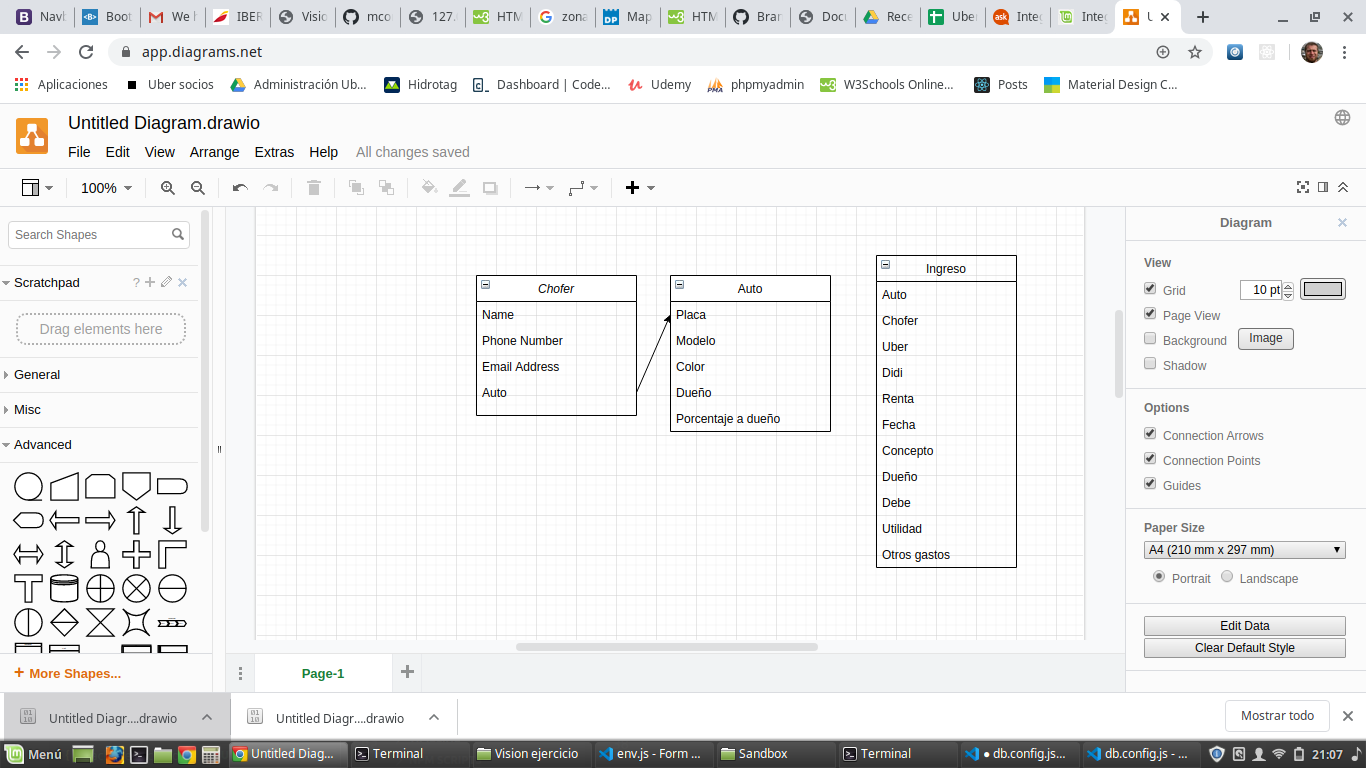 Navb
Boot
We h
IBER
Visio
mco
127.
HTM
zona
Map
HTM
Bran
Docu
Rece
Uber
Integ
Integ
U
app.diagrams.net
Aplicaciones
Uber socios
Administración Ub...
Hidrotag
Dashboard | Code...
Udemy
phpmyadmin
W3Schools Online...
Posts
Material Design C...
Untitled Diagram.drawio
File Edit View Arrange Extras Help All changes saved
100%
Search Shapes
Scratchpad
Drag elements here
General
Misc
Advanced
+ More Shapes...
Chofer
Name
Phone Number
Email Address
Auto
Auto
Placa
Modelo
Color
Dueño
Porcentaje a dueño
Ingreso
Auto
Chofer
Uber
Didi
Renta
Fecha
Concepto
Dueño
Debe
Utilidad
Otros gastos
Diagram
View
Grid 10 pt
Page View
Background Image
Shadow
Options
Connection Arrows
Connection Points
Guides
Paper Size
A4 (210 mm x 297 mm)
Portrait Landscape
Edit Data
Clear Default Style
Page-1
Untitled Diagr....drawio
Untitled Diagr....drawio
Mostrar todo
Menú
Untitled Diag...
Terminal
Vision ejercicio
env.js - Form ...
Sandbox
Terminal
● db.config.js...
db.config.js - ...
21:07